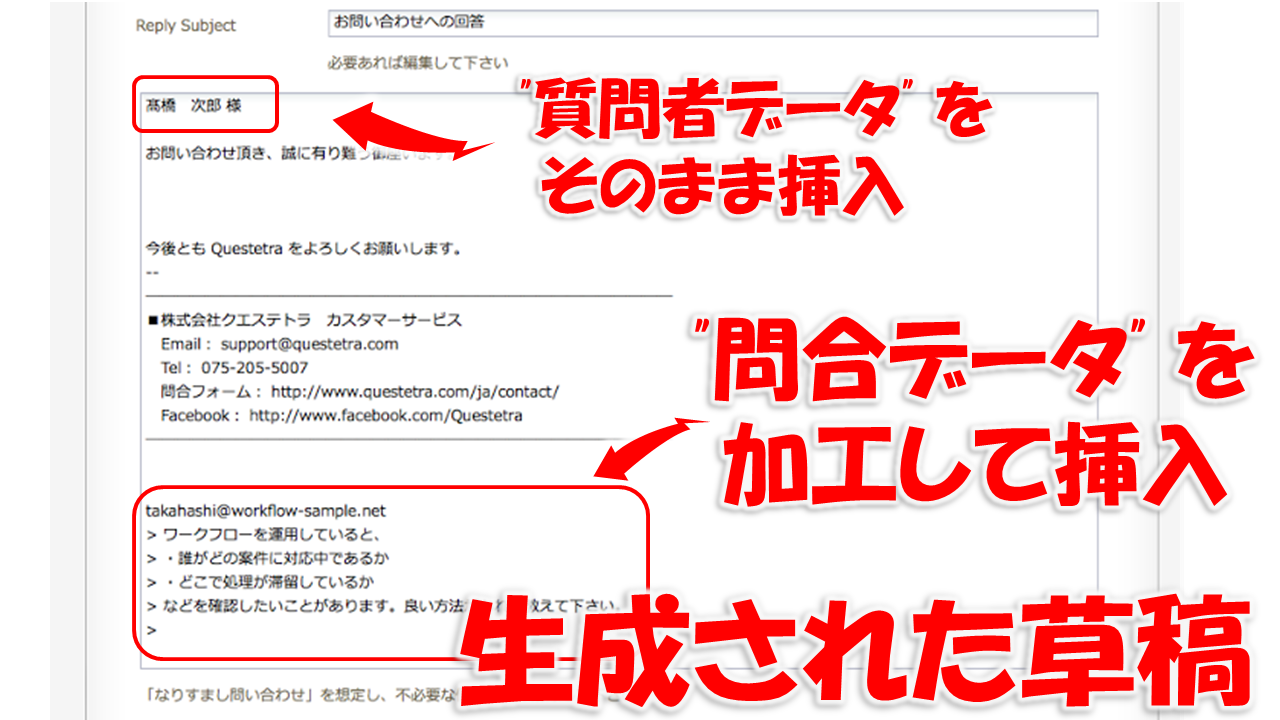 Reply Subject
お問い合わせへの回答
必要あれば編集して下さい
髙橋　次郎 様
"質問者データ"を
そのまま挿入
お問い合わせ頂き、誠に有り難う御座います
今後とも Questetra をよろしくお願いします。
--
■株式会社クエステトラ　カスタマーサービス
Email： support@questetra.com
Tel： 075-205-5007
問合フォーム： http://www.questetra.com/ja/contact/
Facebook： http://www.facebook.com/Questetra
"問合データ"を
加工して挿入
takahashi@workflow-sample.net
> ワークフローを運用していると、
> ・誰がどの案件に対応中であるか
> ・どこで処理が滞留しているか
> などを確認したいことがあります。良い方法 教えて下さい。
>
生成された草稿
「なりすまし問い合わせ」を想定し、不必要な